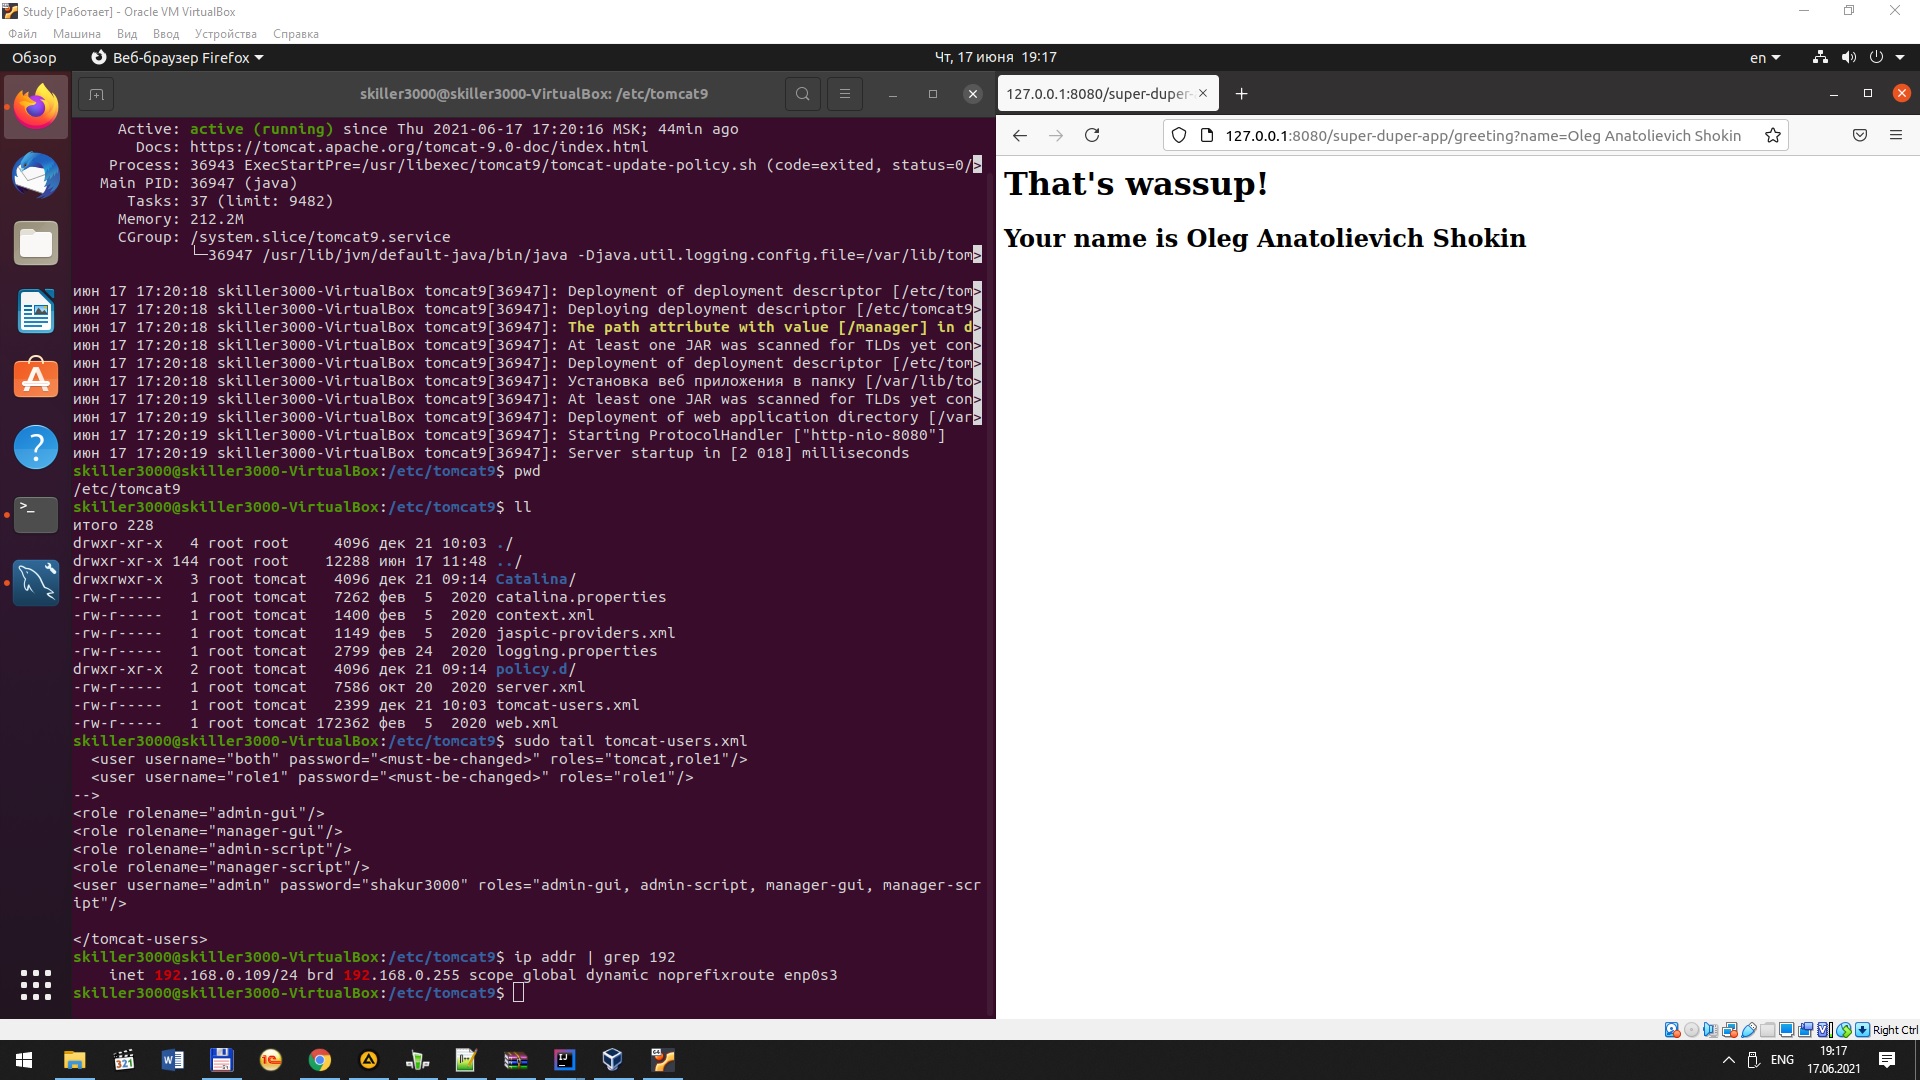 Study [Работает] - Oracle VM VirtualBox
Файл Машина Вид Ввод Устройства Справка
Обзор Веб-браузер Firefox Чт, 17 июня 19:17 en
skiller3000@skiller3000-VirtualBox: /etc/tomcat9
Active: active (running) since Thu 2021-06-17 17:20:16 MSK; 44min ago
Docs: https://tomcat.apache.org/tomcat-9.0-doc/index.html
Process: 36943 ExecStartPre=/usr/libexec/tomcat9/tomcat-update-policy.sh (code=exited, status=0/>
Main PID: 36947 (java)
Tasks: 37 (limit: 9482)
Memory: 212.2M
CGroup: /system.slice/tomcat9.service
└─36947 /usr/lib/jvm/default-java/bin/java -Djava.util.logging.config.file=/var/lib/tom>
июн 17 17:20:18 skiller3000-VirtualBox tomcat9[36947]: Deployment of deployment descriptor [/etc/tom>
июн 17 17:20:18 skiller3000-VirtualBox tomcat9[36947]: Deploying deployment descriptor [/etc/tomcat9>
июн 17 17:20:18 skiller3000-VirtualBox tomcat9[36947]: The path attribute with value [/manager] in d>
июн 17 17:20:18 skiller3000-VirtualBox tomcat9[36947]: At least one JAR was scanned for TLDs yet con>
июн 17 17:20:18 skiller3000-VirtualBox tomcat9[36947]: Deployment of deployment descriptor [/etc/tom>
июн 17 17:20:18 skiller3000-VirtualBox tomcat9[36947]: Установка веб приложения в папку [/var/lib/to>
июн 17 17:20:19 skiller3000-VirtualBox tomcat9[36947]: At least one JAR was scanned for TLDs yet con>
июн 17 17:20:19 skiller3000-VirtualBox tomcat9[36947]: Deployment of web application directory [/var>
июн 17 17:20:19 skiller3000-VirtualBox tomcat9[36947]: Starting ProtocolHandler ["http-nio-8080"]
июн 17 17:20:19 skiller3000-VirtualBox tomcat9[36947]: Server startup in [2 018] milliseconds
skiller3000@skiller3000-VirtualBox:/etc/tomcat9$ pwd
/etc/tomcat9
skiller3000@skiller3000-VirtualBox:/etc/tomcat9$ ll
итого 228
drwxr-xr-x 4 root root 4096 дек 21 10:03 ./
drwxr-xr-x 144 root root 12288 июн 17 11:48 ../
drwxrwxr-x 3 root tomcat 4096 дек 21 09:14 Catalina/
-rw-r----- 1 root tomcat 7262 фев 5 2020 catalina.properties
-rw-r----- 1 root tomcat 1400 фев 5 2020 context.xml
-rw-r----- 1 root tomcat 1149 фев 5 2020 jaspic-providers.xml
-rw-r----- 1 root tomcat 2799 фев 24 2020 logging.properties
drwxr-xr-x 2 root tomcat 4096 дек 21 09:14 policy.d/
-rw-r----- 1 root tomcat 7586 окт 20 2020 server.xml
-rw-r----- 1 root tomcat 2399 дек 21 10:03 tomcat-users.xml
-rw-r----- 1 root tomcat 172362 фев 5 2020 web.xml
skiller3000@skiller3000-VirtualBox:/etc/tomcat9$ sudo tail tomcat-users.xml
<user username="both" password="<must-be-changed>" roles="tomcat,role1"/>
<user username="role1" password="<must-be-changed>" roles="role1"/>
-->
<role rolename="admin-gui"/>
<role rolename="manager-gui"/>
<role rolename="admin-script"/>
<role rolename="manager-script"/>
<user username="admin" password="shakur3000" roles="admin-gui, admin-script, manager-gui, manager-scr
ipt"/>
</tomcat-users>
skiller3000@skiller3000-VirtualBox:/etc/tomcat9$ ip addr | grep 192
inet 192.168.0.109/24 brd 192.168.0.255 scope global dynamic noprefixroute enp0s3
skiller3000@skiller3000-VirtualBox:/etc/tomcat9$
127.0.0.1:8080/super-duper-
127.0.0.1:8080/super-duper-app/greeting?name=Oleg Anatolievich Shokin
That's wassup!
Your name is Oleg Anatolievich Shokin
Right Ctrl
ENG 19:17
17.06.2021